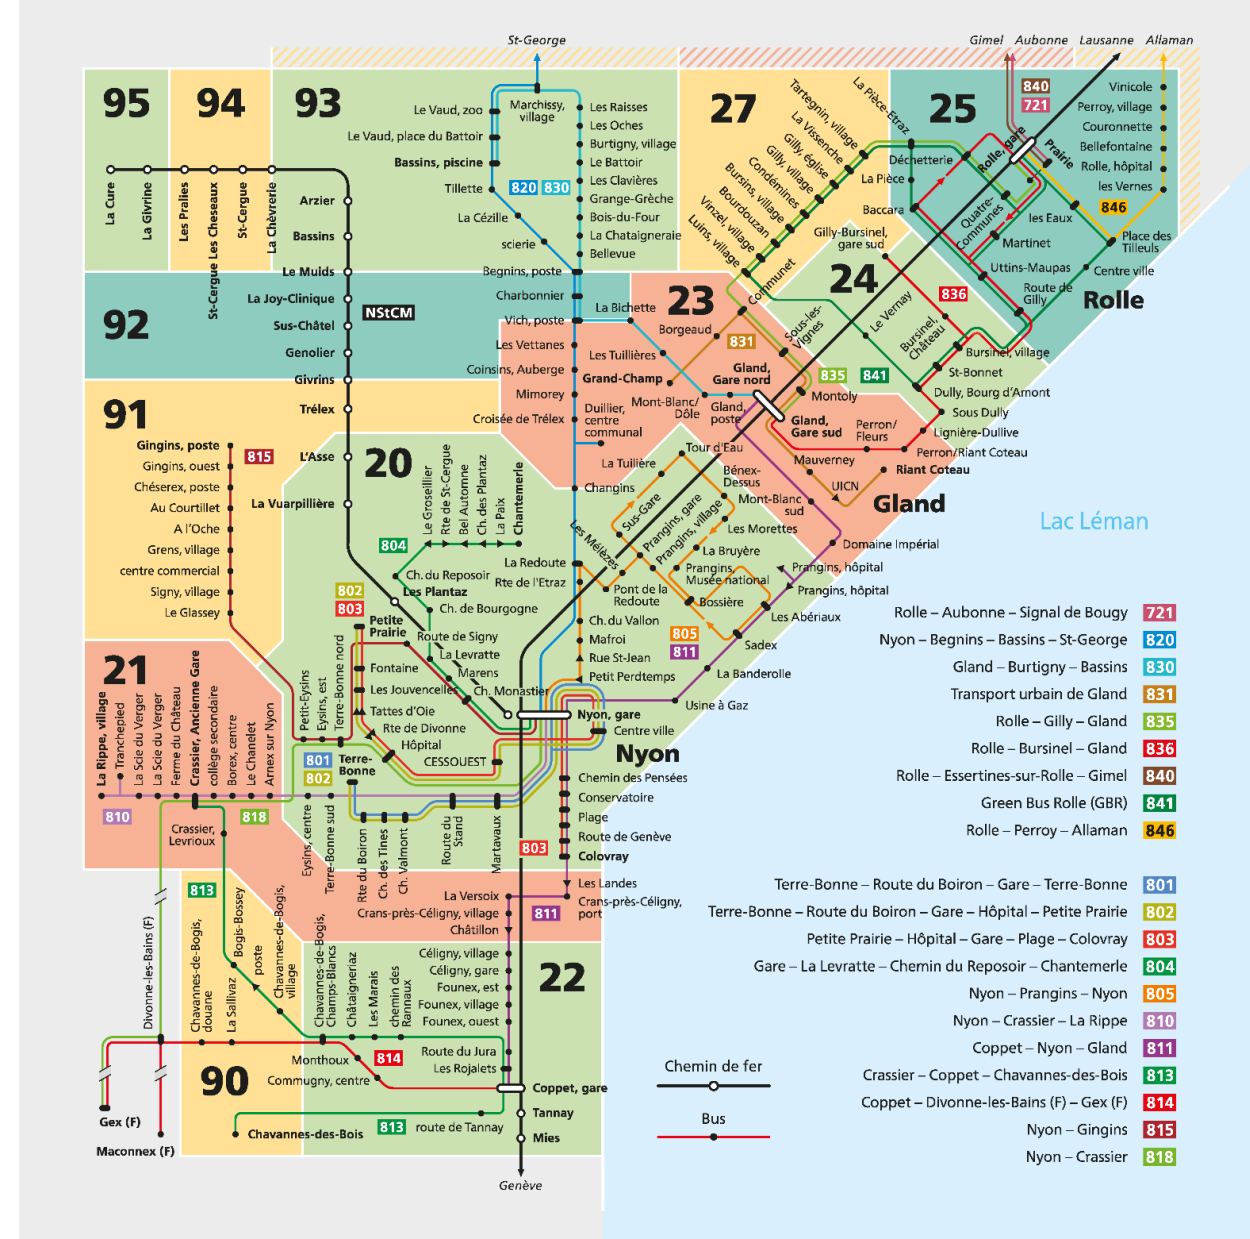 St-George
Gimel
Aubonne
Lausanne
Allaman
95
94
93
27
25
840
721
Le Vaud, zoo
Le Vaud, place du Battoir
Bassins, piscine
Tillette
La Cézille
scierie
Marchissy,
village
820
830
Les Raisses
Les Oches
Burtigny, village
Le Battoir
Les Clavières
Grange-Grèche
Bois-du-Four
La Chataigneraie
Bellevue
La Pièce-Etraz
Tartegnin, village
La Vissenche
Gilly, église
Gilly, village
Condémines
Bursins, village
Bourdouzan
Vinzel, village
Luins, village
Déchetterie
La Pièce
Baccara
Rolle, gare
Prairie
Quatre-
Communes
les Eaux
Martinet
Uttins-Maupas
Route de
Gilly
Vinicole
Perroy, village
Couronnette
Bellefontaine
Rolle, hôpital
les Vernes
846
Place des
Tilleuls
Centre ville
Rolle
La Cure
La Givrine
Les Pralies
St-Cergue Les Cheseaux
St-Cergue
La Chèvrerie
Arzier
Bassins
Le Muids
La Joy-Clinique
Sus-Châtel
Genolier
Givrins
Trélex
L'Asse
La Vuarpillière
NStCM
92
Begnins, poste
Charbonnier
Vich, poste
Les Vettanes
Coinsins, Auberge
Mimorey
Croisée de Trélex
Duillier,
centre
communal
Changins
23
La Bichette
Borgeaud
Communet
831
Les Tuillières
Grand-Champ
Mont-Blanc/
Dôle
Gland,
poste
Gland,
Gare nord
Sous-les-
Vignes
835
841
Montoly
Gland,
Gare sud
24
Gilly-Bursinel,
gare sud
836
Le Vernay
Bursinel,
Château
Bursinel, village
St-Bonnet
Dully, Bourg d'Amont
Sous Dully
Lignière-Dullive
Perron/
Fleurs
Perron/Riant Coteau
Riant Coteau
Mauverney
UICN
Gland
Mont-Blanc
sud
Domaine Impérial
Lac Léman
91
Gingins, poste
815
Gingins, ouest
Chéserex, poste
Au Courtillet
A l'Oche
Grens, village
centre commercial
Signy, village
Le Glassey
20
804
Le Groseillier
Rte de St-Cergue
Bel Automne
Ch. des Plantaz
La Paix
Chantemerle
Ch. du Reposoir
Les Plantaz
Ch. de Bourgogne
802
803
Petite
Prairie
Route de Signy
La Levratte
Marens
Ch. Monastier
Fontaine
Les Jouvencelles
Tattes d'Oie
Rte de Divonne
Hôpital
CESSOUEST
La Redoute
Rte de l'Etraz
Ch. du Vallon
Mafroi
Rue St-Jean
Petit Perdtemps
Tour d'Eau
La Tuilière
Bénex-
Dessus
Sus-Gare
Les Mélèzes
Prangins, gare
Prangins, village
Les Morettes
La Bruyère
Prangins,
Musée national
Pont de la
Redoute
Bossière
Prangins, hôpital
Prangins, hôpital
Les Abériaux
Sadex
805
811
La Banderolle
Usine à Gaz
Nyon, gare
Centre ville
Nyon
21
La Rippe, village
Tranchepied
La Scie du Verger
La Scie du Verger
Ferme du Château
Crassier, Ancienne Gare
collège secondaire
Borex, centre
Le Chanelet
Arnex sur Nyon
Petit-Eysins
Eysins, est
Terre-Bonne nord
801
802
Terre-
Bonne
810
818
Crassier,
Levrioux
Eysins, centre
Terre-Bonne sud
Rte du Boiron
Ch. des Tines
Ch. Valmont
Route du
Stand
Martavaux
803
Chemin des Pensées
Conservatoire
Plage
Route de Genève
Colovray
Les Landes
Crans-près-Céligny,
port
La Versoix
Crans-près-Céligny, village
Châtillon
811
813
Divonne-les-Bains (F)
Chavannes-de-Bogis,
douane
La Sallivaz
Bogis-Bossey
poste
Chavannes-de-Bogis,
village
Chavannes-de-Bogis,
Champs-Blancs
Châtaigneriaz
Les Marais
chemin des
Rannaux
22
Céligny, village
Céligny, gare
Founex, est
Founex, village
Founex, ouest
Route du Jura
Les Rojalets
Monthoux
814
Commugny, centre
90
Coppet, gare
Tannay
Mies
Gex (F)
Maconnex (F)
Chavannes-des-Bois
813
route de Tannay
Genève
Rolle – Aubonne – Signal de Bougy 721
Nyon – Begnins – Bassins – St-George 820
Gland – Burtigny – Bassins 830
Transport urbain de Gland 831
Rolle – Gilly – Gland 835
Rolle – Bursinel – Gland 836
Rolle – Essertines-sur-Rolle – Gimel 840
Green Bus Rolle (GBR) 841
Rolle – Perroy – Allaman 846
Terre-Bonne – Route du Boiron – Gare – Terre-Bonne 801
Terre-Bonne – Route du Boiron – Gare – Hôpital – Petite Prairie 802
Petite Prairie – Hôpital – Gare – Plage – Colovray 803
Gare – La Levratte – Chemin du Reposoir – Chantemerle 804
Nyon – Prangins – Nyon 805
Nyon – Crassier – La Rippe 810
Coppet – Nyon – Gland 811
Crassier – Coppet – Chavannes-des-Bois 813
Coppet – Divonne-les-Bains (F) – Gex (F) 814
Nyon – Gingins 815
Nyon – Crassier 818
Chemin de fer
Bus